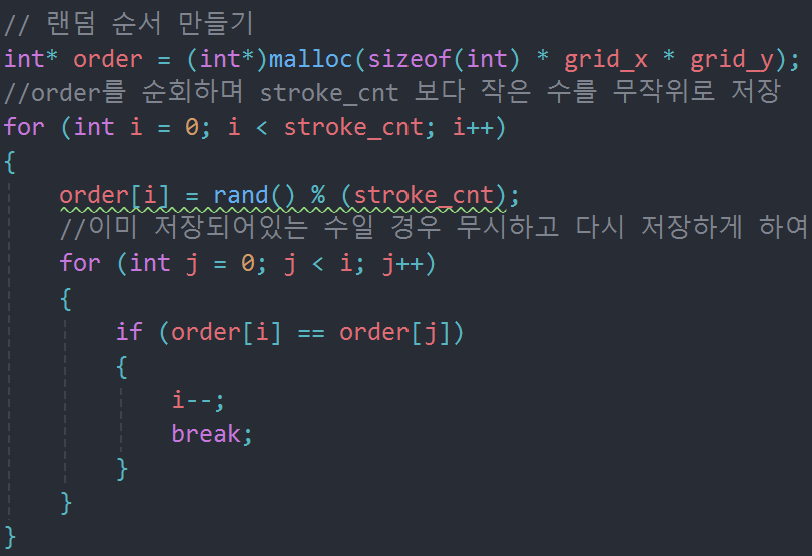 // 랜덤 순서 만들기
int* order = (int*)malloc(sizeof(int) * grid_x * grid_y);
//order를 순회하며 stroke_cnt 보다 작은 수를 무작위로 저장
for (int i = 0; i < stroke_cnt; i++)
{
    order[i] = rand() % (stroke_cnt);
    //이미 저장되어있는 수일 경우 무시하고 다시 저장하게 하여
    for (int j = 0; j < i; j++)
    {
        if (order[i] == order[j])
        {
            i--;
            break;
        }
    }
}